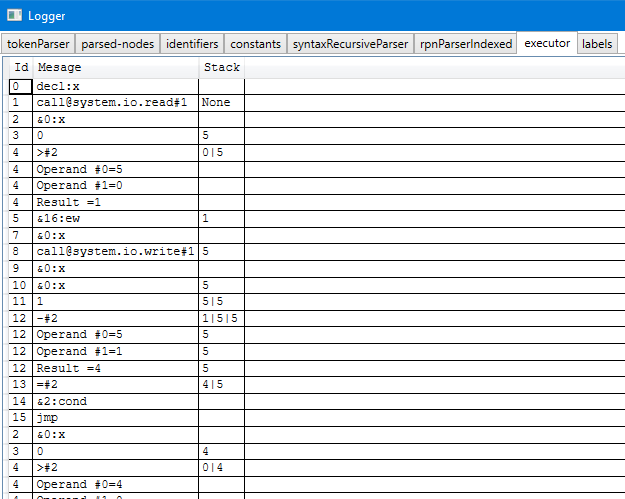 Logger
tokenParser parsed-nodes identifiers constants syntaxRecursiveParser rpnParserIndexed executor labels
Id Mesage Stack
0 decl:x
1 call@system.io.read#1 None
2 &0:x
3 0 5
4 >#2 0|5
4 Operand #0=5
4 Operand #1=0
4 Result =1
5 &16:ew 1
7 &0:x
8 call@system.io.write#1 5
9 &0:x
10 &0:x 5
11 1 5|5
12 -#2 1|5|5
12 Operand #0=5 5
12 Operand #1=1 5
12 Result =4 5
13 =#2 4|5
14 &2:cond
15 jmp
2 &0:x
3 0 4
4 >#2 0|4
4 Operand #0=4